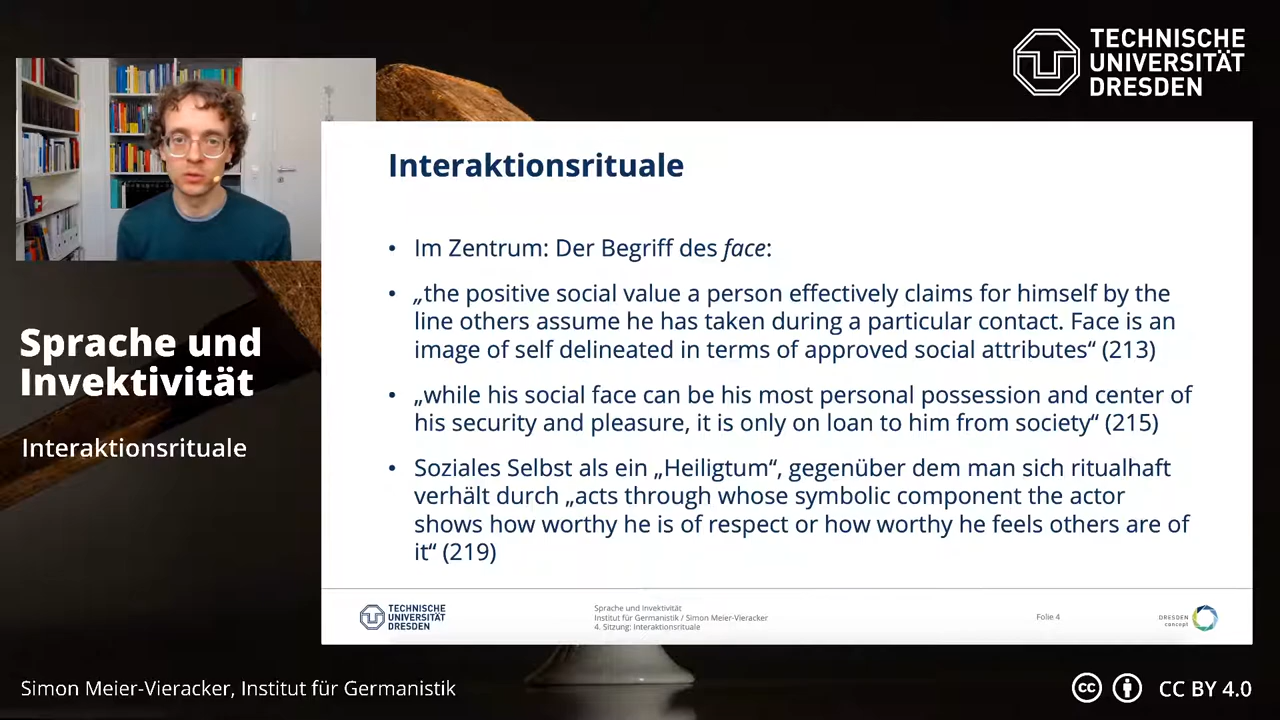 TECHNISCHE
UNIVERSITÄT
DRESDEN
Sprache und
Invektivität
Interaktionsrituale
Interaktionsrituale
• Im Zentrum: Der Begriff des face:
• „the positive social value a person effectively claims for himself by the
line others assume he has taken during a particular contact. Face is an
image of self delineated in terms of approved social attributes“ (213)
• „while his social face can be his most personal possession and center of
his security and pleasure, it is only on loan to him from society“ (215)
• Soziales Selbst als ein „Heiligtum“, gegenüber dem man sich ritualhaft
verhält durch „acts through whose symbolic component the actor
shows how worthy he is of respect or how worthy he feels others are of
it“ (219)
TECHNISCHE
UNIVERSITÄT
DRESDEN
Sprache und Invektivität
Institut für Germanistik / Simon Meier-Vieracker
4. Sitzung: Interaktionsrituale
Folie 4
DRESDEN
concept
Simon Meier-Vieracker, Institut für Germanistik
cc
CC BY 4.0